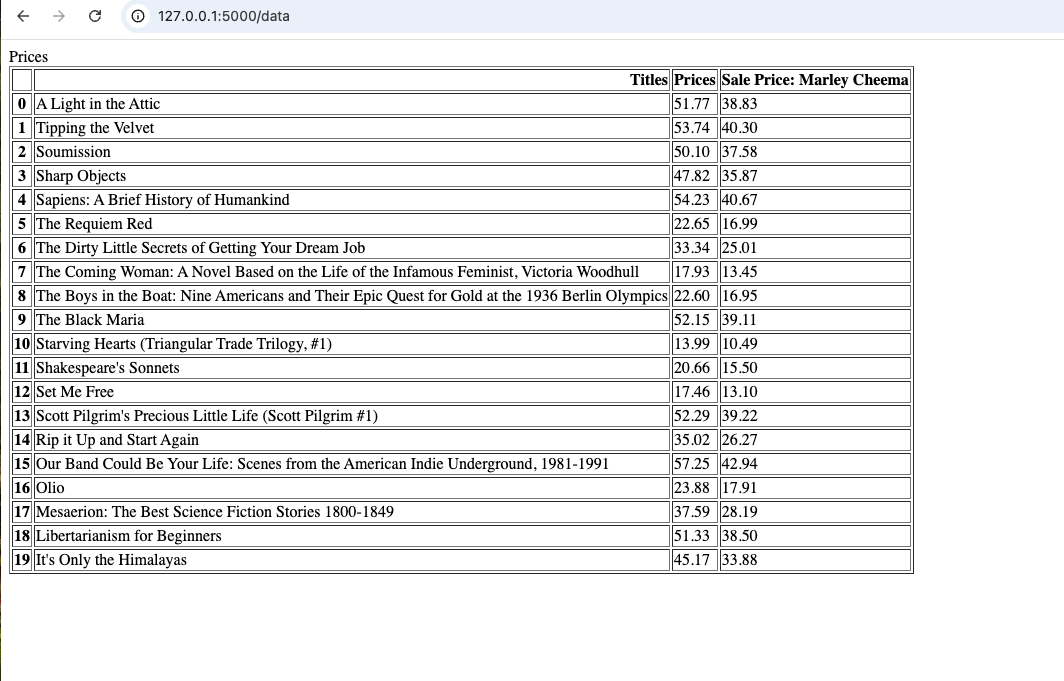 127.0.0.1:5000/data
Prices
Titles Prices Sale Price: Marley Cheema
0 A Light in the Attic 51.77 38.83
1 Tipping the Velvet 53.74 40.30
2 Soumission 50.10 37.58
3 Sharp Objects 47.82 35.87
4 Sapiens: A Brief History of Humankind 54.23 40.67
5 The Requiem Red 22.65 16.99
6 The Dirty Little Secrets of Getting Your Dream Job 33.34 25.01
7 The Coming Woman: A Novel Based on the Life of the Infamous Feminist, Victoria Woodhull 17.93 13.45
8 The Boys in the Boat: Nine Americans and Their Epic Quest for Gold at the 1936 Berlin Olympics 22.60 16.95
9 The Black Maria 52.15 39.11
10 Starving Hearts (Triangular Trade Trilogy, #1) 13.99 10.49
11 Shakespeare's Sonnets 20.66 15.50
12 Set Me Free 17.46 13.10
13 Scott Pilgrim's Precious Little Life (Scott Pilgrim #1) 52.29 39.22
14 Rip it Up and Start Again 35.02 26.27
15 Our Band Could Be Your Life: Scenes from the American Indie Underground, 1981-1991 57.25 42.94
16 Olio 23.88 17.91
17 Mesaerion: The Best Science Fiction Stories 1800-1849 37.59 28.19
18 Libertarianism for Beginners 51.33 38.50
19 It's Only the Himalayas 45.17 33.88